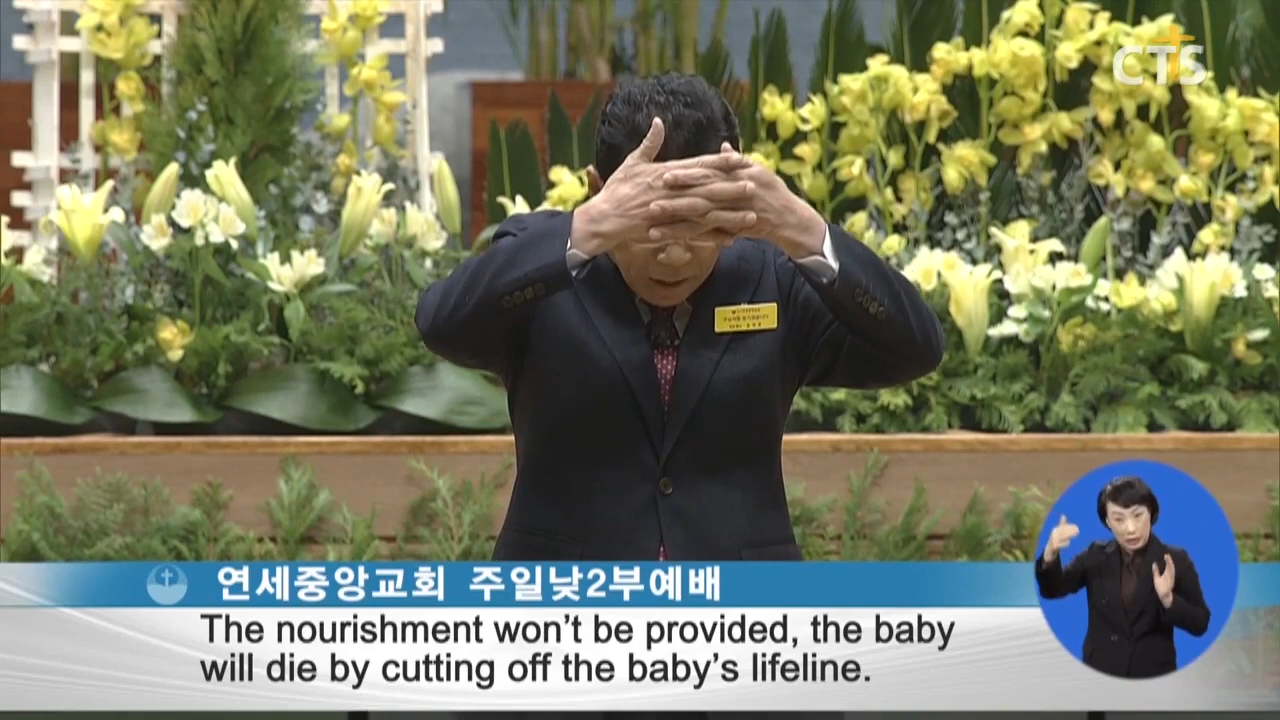 CTS
연세중앙교회 주일낮2부예배
The nourishment won't be provided, the baby
will die by cutting off the baby's lifeline.